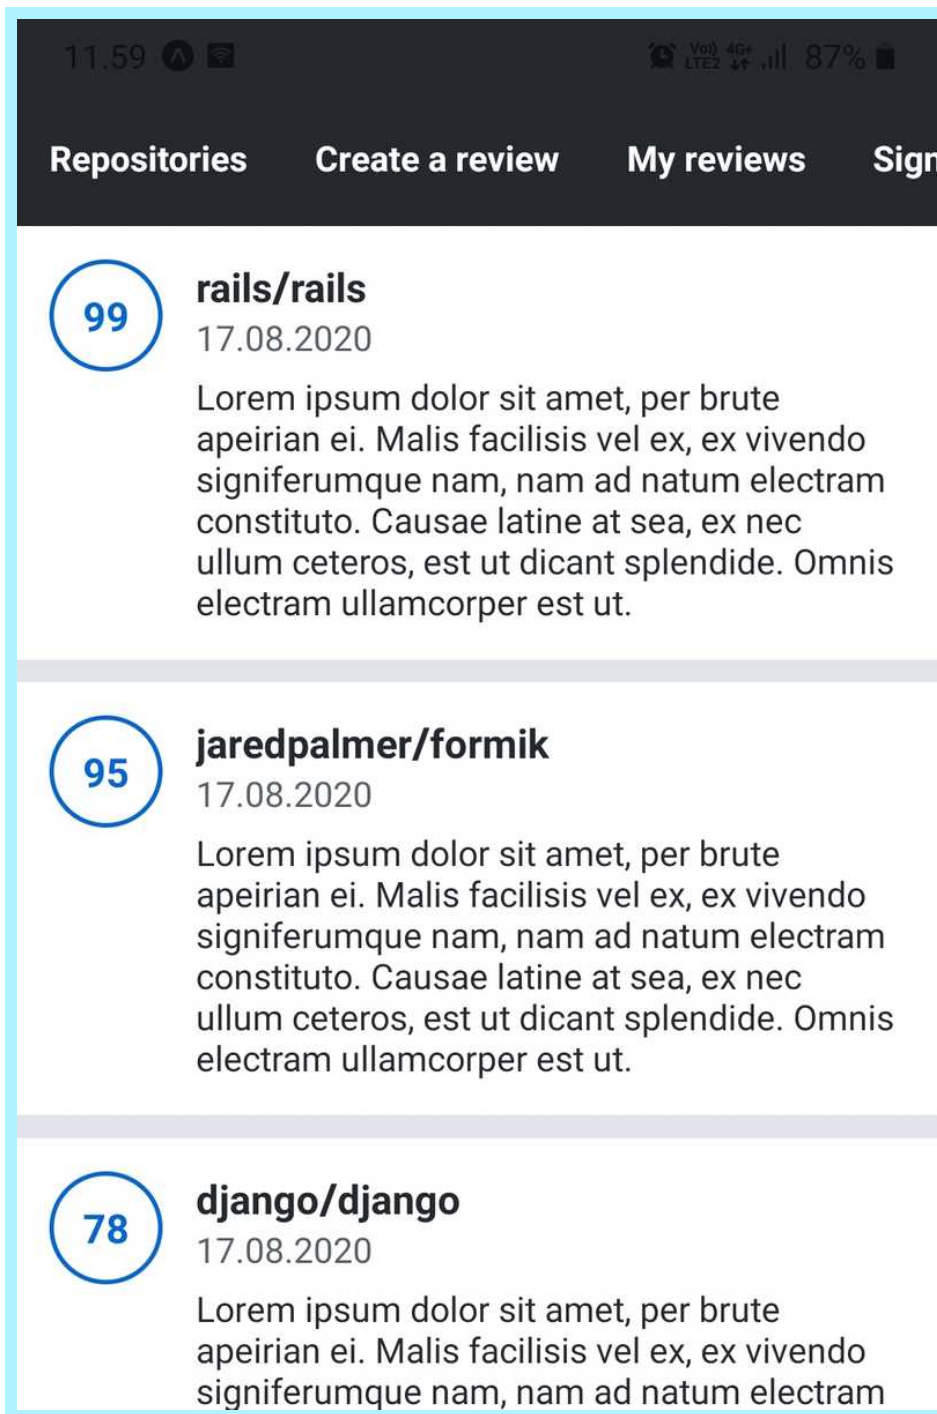 11.59 Vo)) LTE2 4G+ 87%
Repositories Create a review My reviews Sign
99
rails/rails
17.08.2020
Lorem ipsum dolor sit amet, per brute
apeirian ei. Malis facilisis vel ex, ex vivendo
signiferumque nam, nam ad natum electram
constituto. Causae latine at sea, ex nec
ullum ceteros, est ut dicant splendide. Omnis
electram ullamcorper est ut.
95
jaredpalmer/formik
17.08.2020
Lorem ipsum dolor sit amet, per brute
apeirian ei. Malis facilisis vel ex, ex vivendo
signiferumque nam, nam ad natum electram
constituto. Causae latine at sea, ex nec
ullum ceteros, est ut dicant splendide. Omnis
electram ullamcorper est ut.
78
django/django
17.08.2020
Lorem ipsum dolor sit amet, per brute
apeirian ei. Malis facilisis vel ex, ex vivendo
signiferumque nam, nam ad natum electram